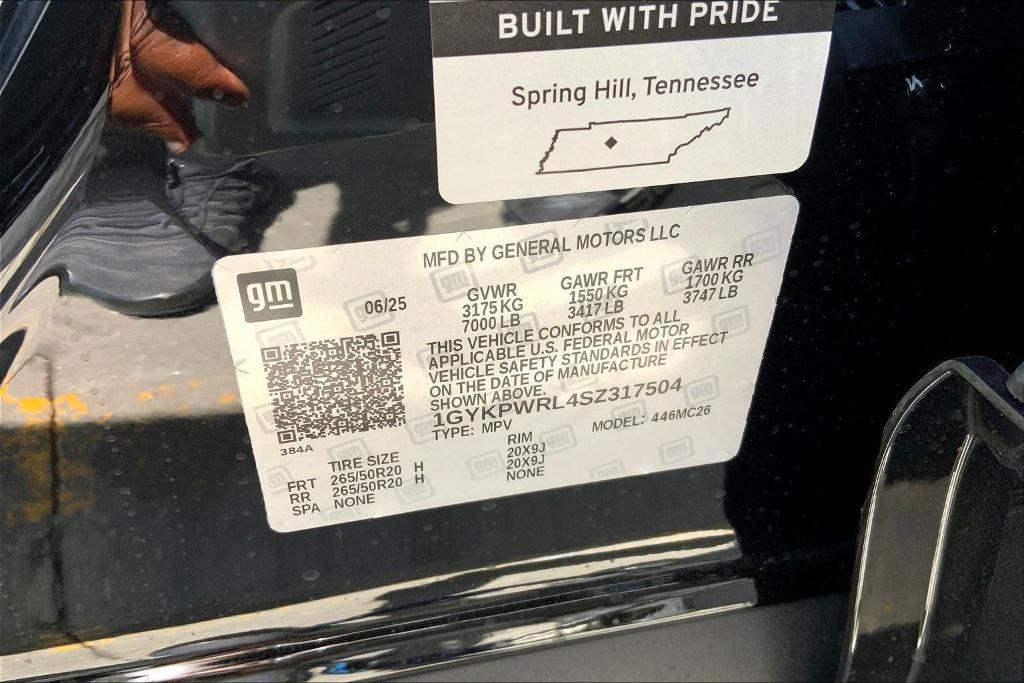 BUILT WITH PRIDE
Spring Hill, Tennessee
MFD BY GENERAL MOTORS LLC
gm
06/25
GVWR GAWR FRT GAWR RR
3175 KG 1550 KG 1700 KG
7000 LB 3417 LB 3747 LB
THIS VEHICLE CONFORMS TO ALL
APPLICABLE U.S. FEDERAL MOTOR
VEHICLE SAFETY STANDARDS IN EFFECT
ON THE DATE OF MANUFACTURE
SHOWN ABOVE.
1GYKPWRL4SZ317504
TYPE: MPV MODEL: 446MC26
384A
TIRE SIZE RIM
FRT 265/50R20 H 20X9J
RR 265/50R20 H 20X9J
SPA NONE NONE